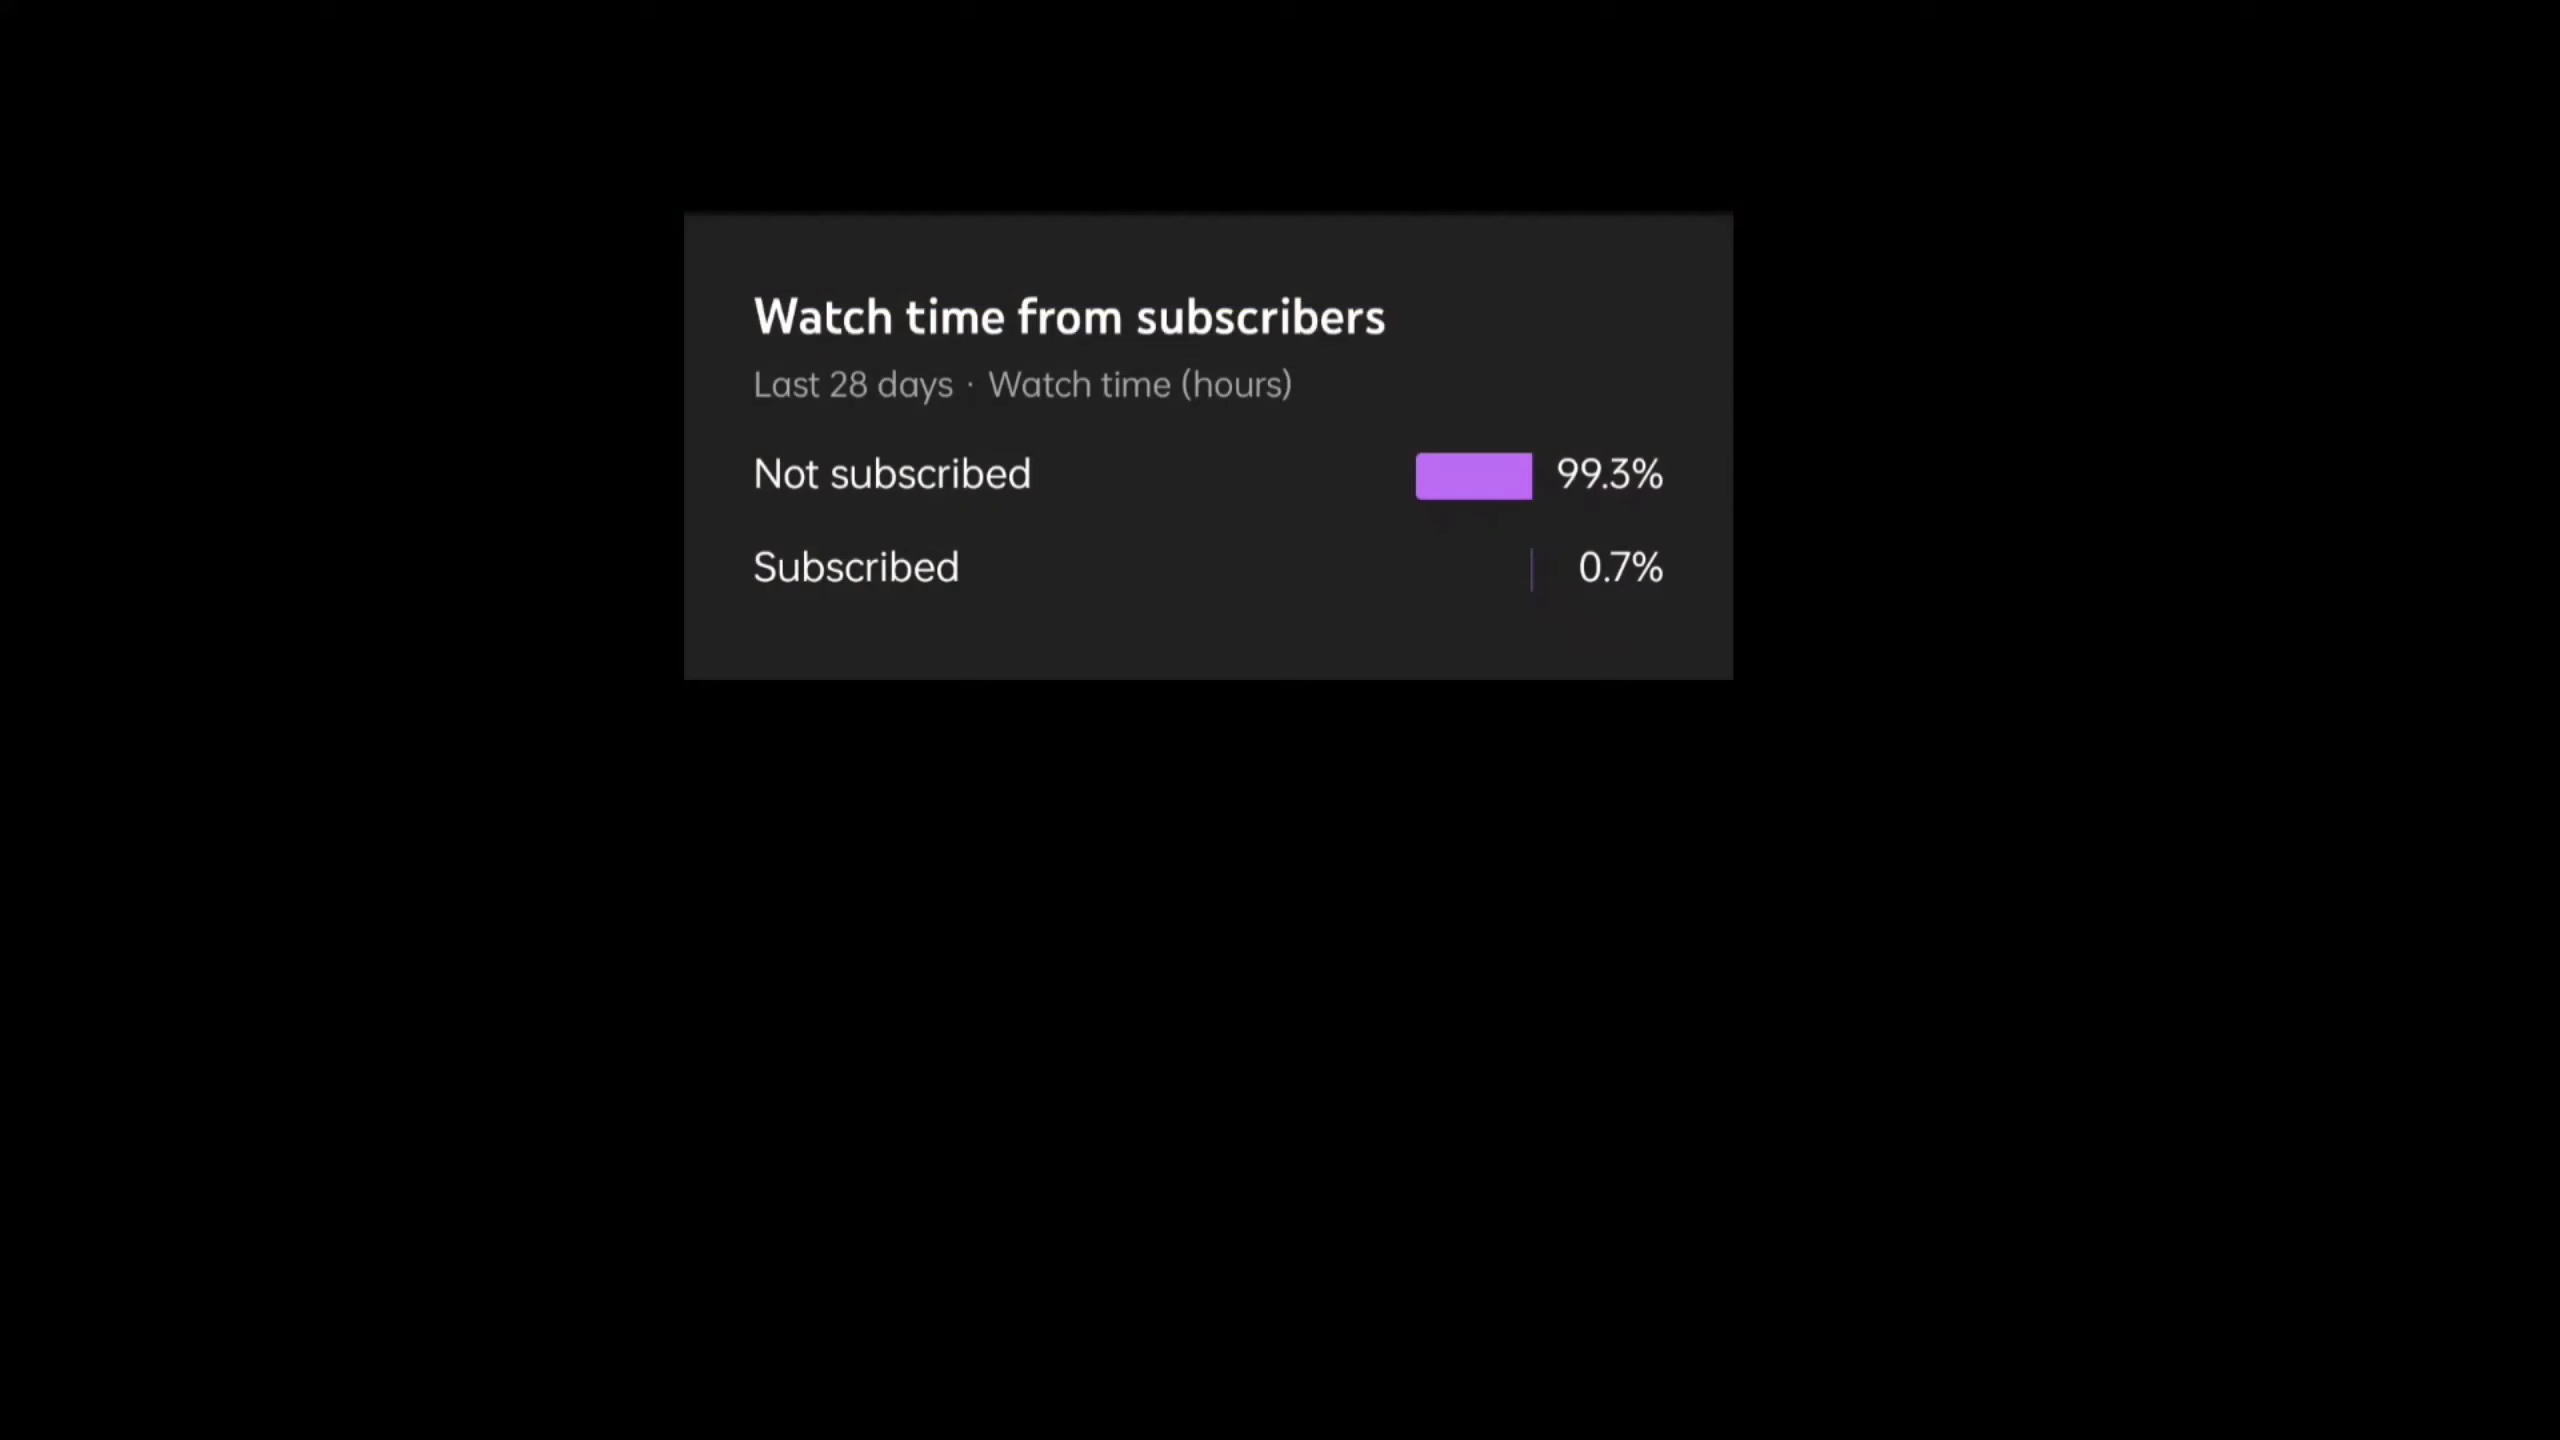 Watch time from subscribers
Last 28 days · Watch time (hours)
Not subscribed 99.3%
Subscribed 0.7%